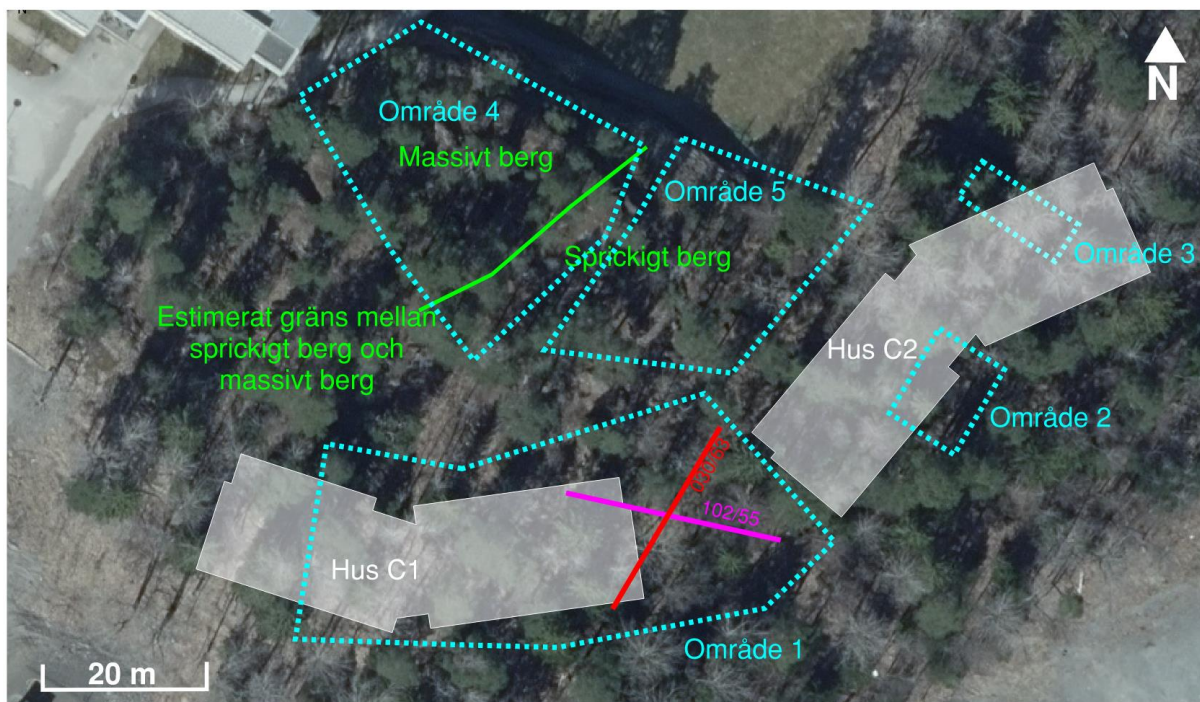 N
Område 4
Massivt berg
Område 5
Sprickigt berg
Område 3
Estimerat gräns mellan
sprickigt berg och
massivt berg
Hus C2
Område 2
102/55
Hus C1
Område 1
20 m